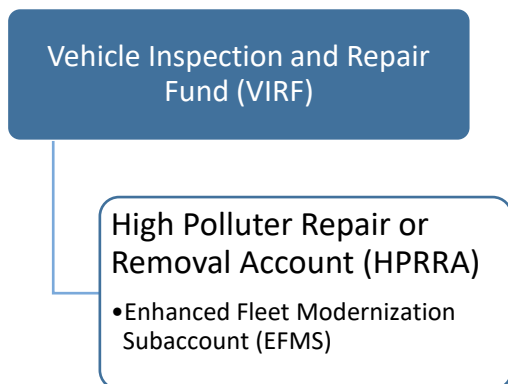 Vehicle Inspection and Repair
Fund (VIRF)
High Polluter Repair or
Removal Account (HPRRA)
•Enhanced Fleet Modernization
Subaccount (EFMS)